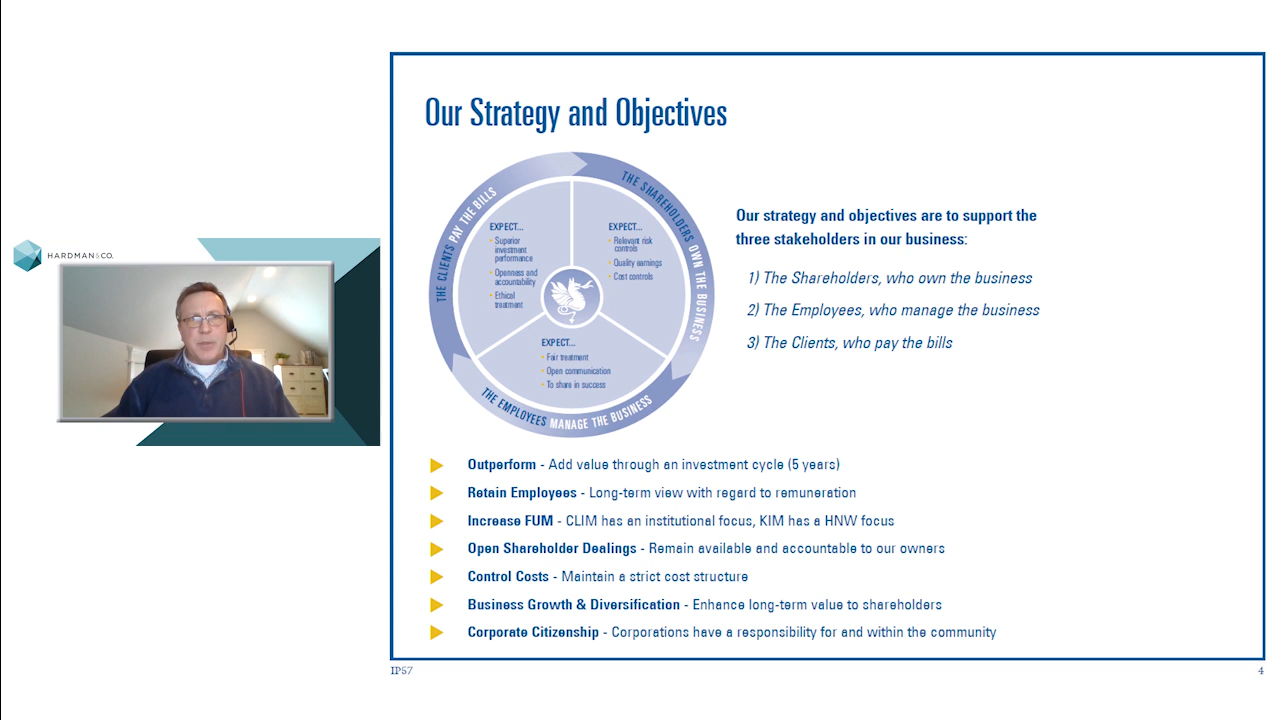 HARDMAN&CO.
Our Strategy and Objectives
THE CLIENTS PAY THE BILLS
THE SHAREHOLDERS OWN THE BUSINESS
THE EMPLOYEES MANAGE THE BUSINESS
EXPECT...
• Superior
investment
performance
• Openness and
accountability
• Ethical
treatment
EXPECT...
• Relevant risk
controls
• Quality earnings
• Cost controls
EXPECT...
• Fair treatment
• Open communication
• To share in success
Our strategy and objectives are to support the
three stakeholders in our business:
1) The Shareholders, who own the business
2) The Employees, who manage the business
3) The Clients, who pay the bills
Outperform - Add value through an investment cycle (5 years)
Retain Employees - Long-term view with regard to remuneration
Increase FUM - CLIM has an institutional focus, KIM has a HNW focus
Open Shareholder Dealings - Remain available and accountable to our owners
Control Costs - Maintain a strict cost structure
Business Growth & Diversification - Enhance long-term value to shareholders
Corporate Citizenship - Corporations have a responsibility for and within the community
IP57
4